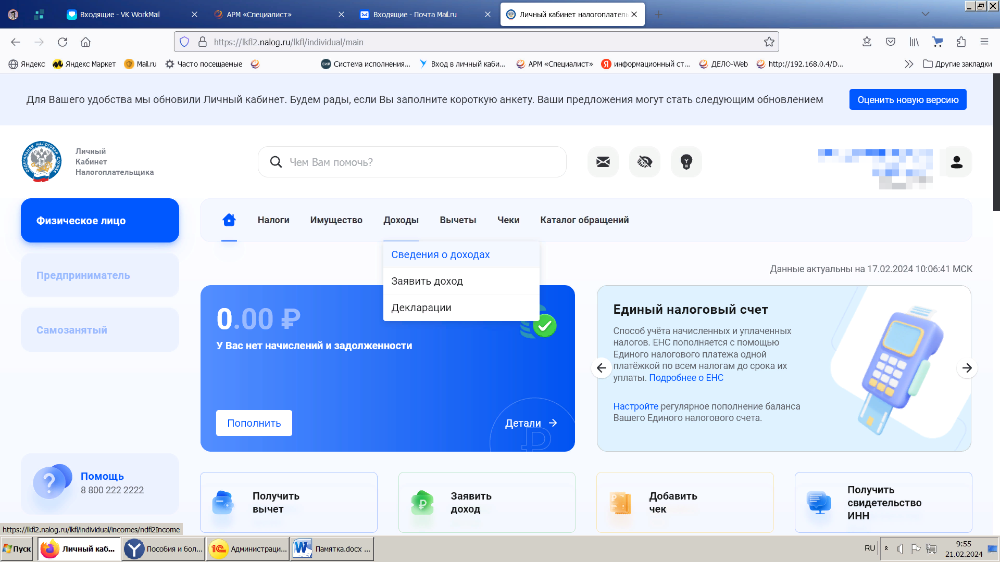 Входящие - VK WorkMail
АРМ «Специалист»
Входящие - Почта Mail.ru
Личный кабинет налогоплатель
https://lkfl2.nalog.ru/lkfl/individual/main
Яндекс
Яндекс Маркет
Mail.ru
Часто посещаемые
СИР
Система исполнения...
Вход в личный каби...
АРМ «Специалист»
информационный ст...
ДЕЛО-Web
http://192.168.0.4/D...
Другие закладки
Для Вашего удобства мы обновили Личный кабинет. Будем рады, если Вы заполните короткую анкету. Ваши предложения могут стать следующим обновлением
Оценить новую версию
ФЕДЕРАЛЬНАЯ НАЛОГОВАЯ СЛУЖБА
Личный
Кабинет
Налогоплательщика
Чем Вам помочь?
Физическое лицо
Предприниматель
Самозанятый
Налоги
Имущество
Доходы
Вычеты
Чеки
Каталог обращений
Сведения о доходах
Заявить доход
Декларации
Данные актуальны на 17.02.2024 10:06:41 МСК
0.00 ₽
У Вас нет начислений и задолженности
Пополнить
Детали
Единый налоговый счет
Способ учёта начисленных и уплаченных
налогов. ЕНС пополняется с помощью
Единого налогового платежа одной
платёжкой по всем налогам до срока их
уплаты. Подробнее о ЕНС
Настройте регулярное пополнение баланса
Вашего Единого налогового счета.
Помощь
8 800 222 2222
Получить
вычет
Заявить
доход
Добавить
чек
Получить
свидетельство
ИНН
https://lkfl2.nalog.ru/lkfl/individual/incomes/ndfl2Income
Пуск
Личный каб...
Пособия и бол...
Администраци...
Памятка.docx ...
RU
9:55
21.02.2024